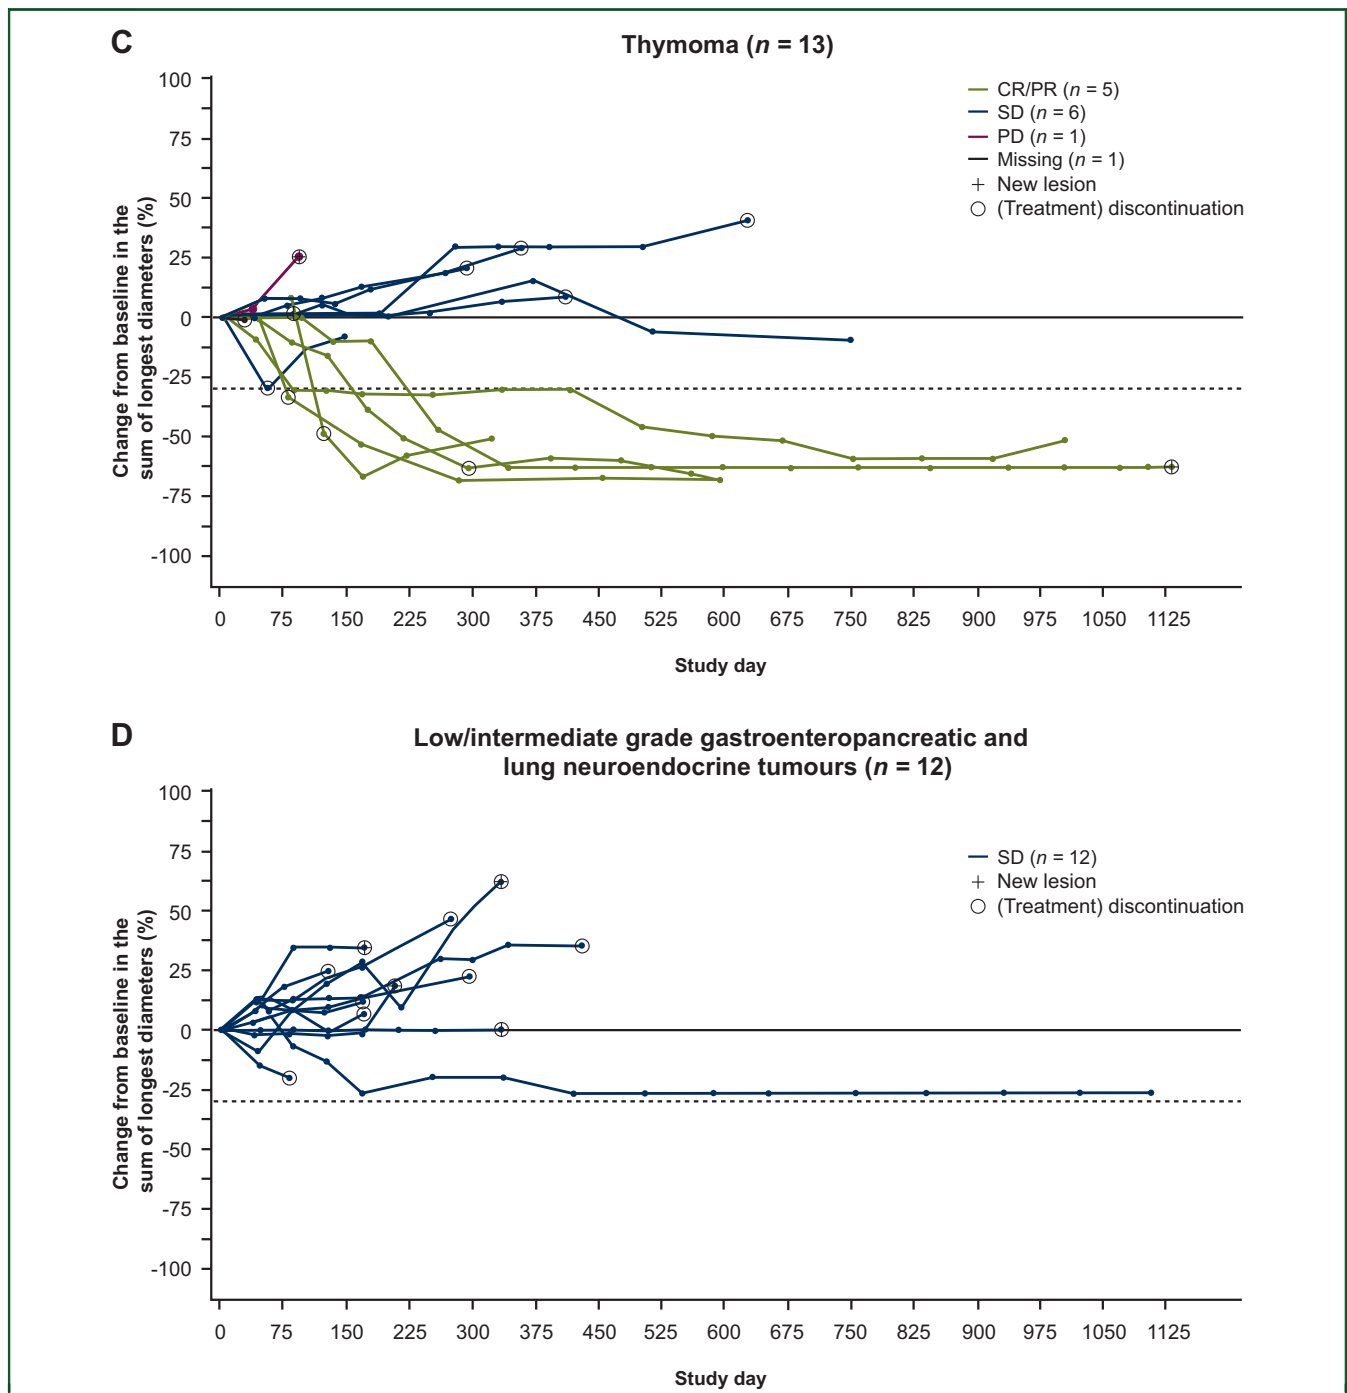 C
Thymoma (n = 13)
CR/PR (n = 5)
SD (n = 6)
PD (n = 1)
Missing (n = 1)
New lesion
(Treatment) discontinuation
Change from baseline in the
sum of longest diameters (%)
100
75
50
25
0
-25
-50
-75
-100
0 75 150 225 300 375 450 525 600 675 750 825 900 975 1050 1125
Study day
D
Low/intermediate grade gastroenteropancreatic and
lung neuroendocrine tumours (n = 12)
SD (n = 12)
New lesion
(Treatment) discontinuation
Change from baseline in the
sum of longest diameters (%)
100
75
50
25
0
-25
-50
-75
-100
0 75 150 225 300 375 450 525 600 675 750 825 900 975 1050 1125
Study day